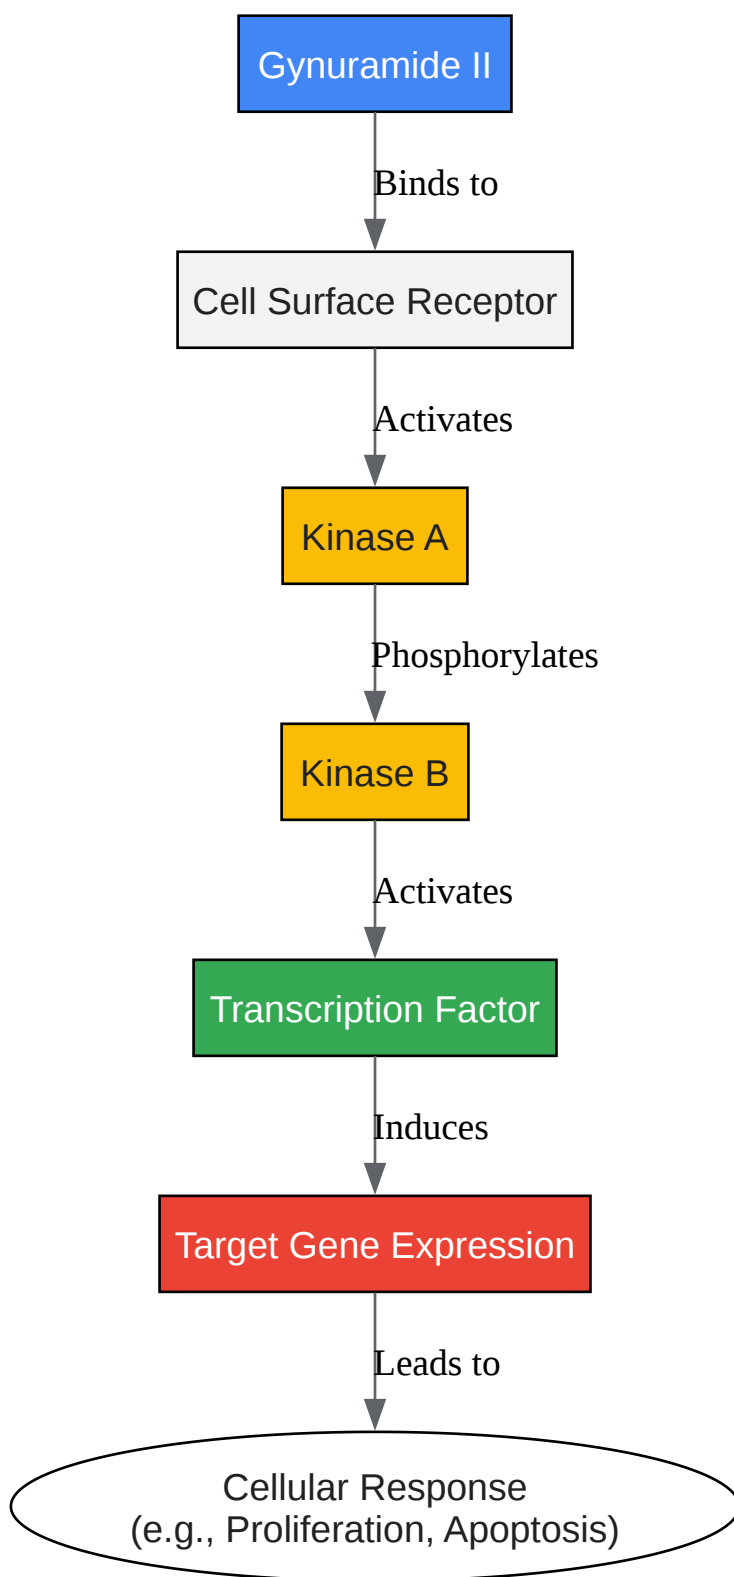 Gynuramide II
Binds to
Cell Surface Receptor
Activates
Kinase A
Phosphorylates
Kinase B
Activates
Transcription Factor
Induces
Target Gene Expression
Leads to
Cellular Response
(e.g., Proliferation, Apoptosis)